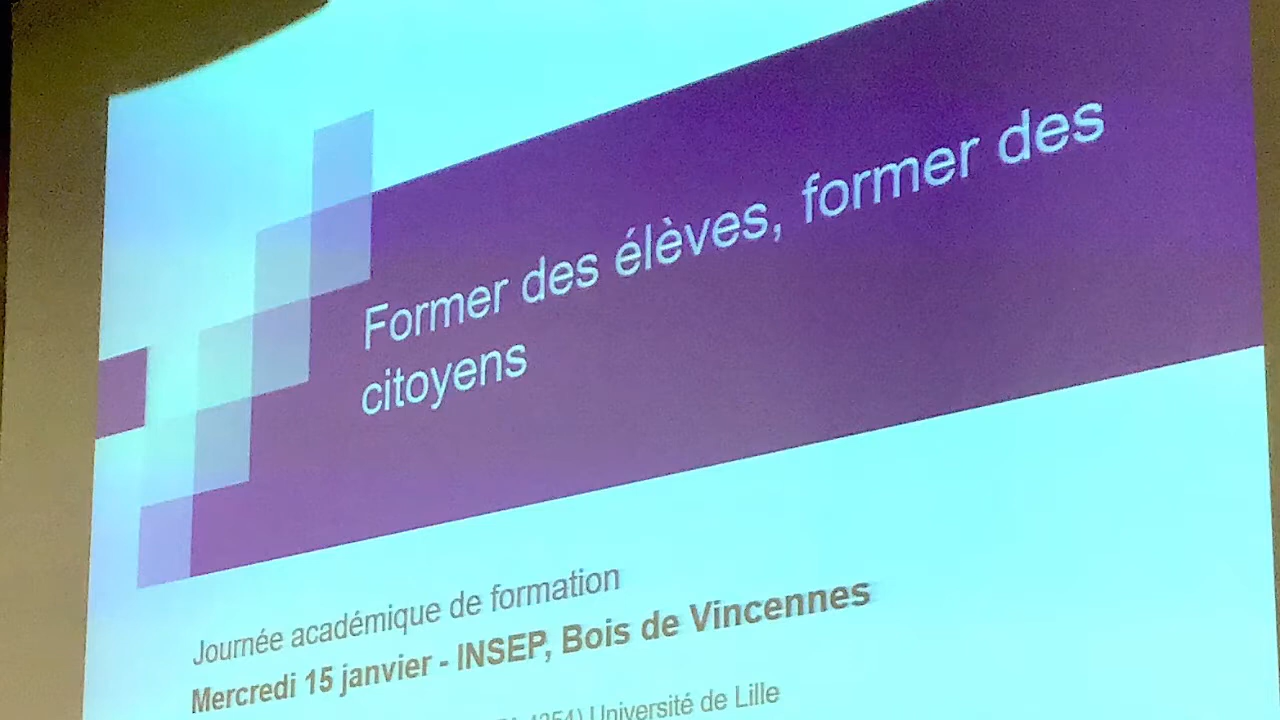 Former des élèves, former des
citoyens
Journée académique de formation
Mercredi 15 janvier - INSEP, Bois de Vincennes
4354) Université de Lille